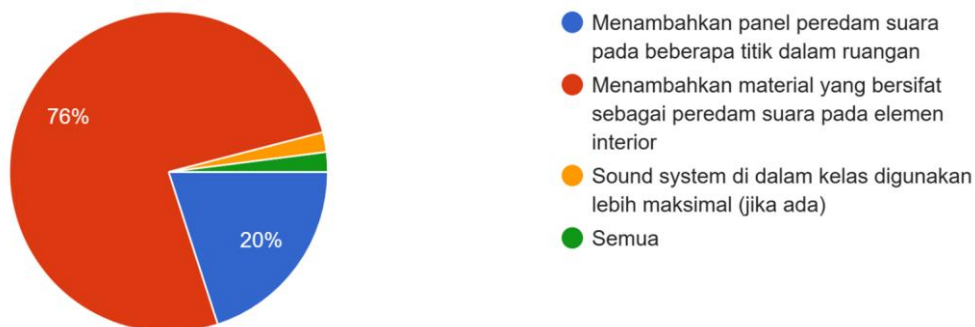 76%
20%
Menambahkan panel peredam suara
pada beberapa titik dalam ruangan
Menambahkan material yang bersifat
sebagai peredam suara pada elemen
interior
Sound system di dalam kelas digunakan
lebih maksimal (jika ada)
Semua